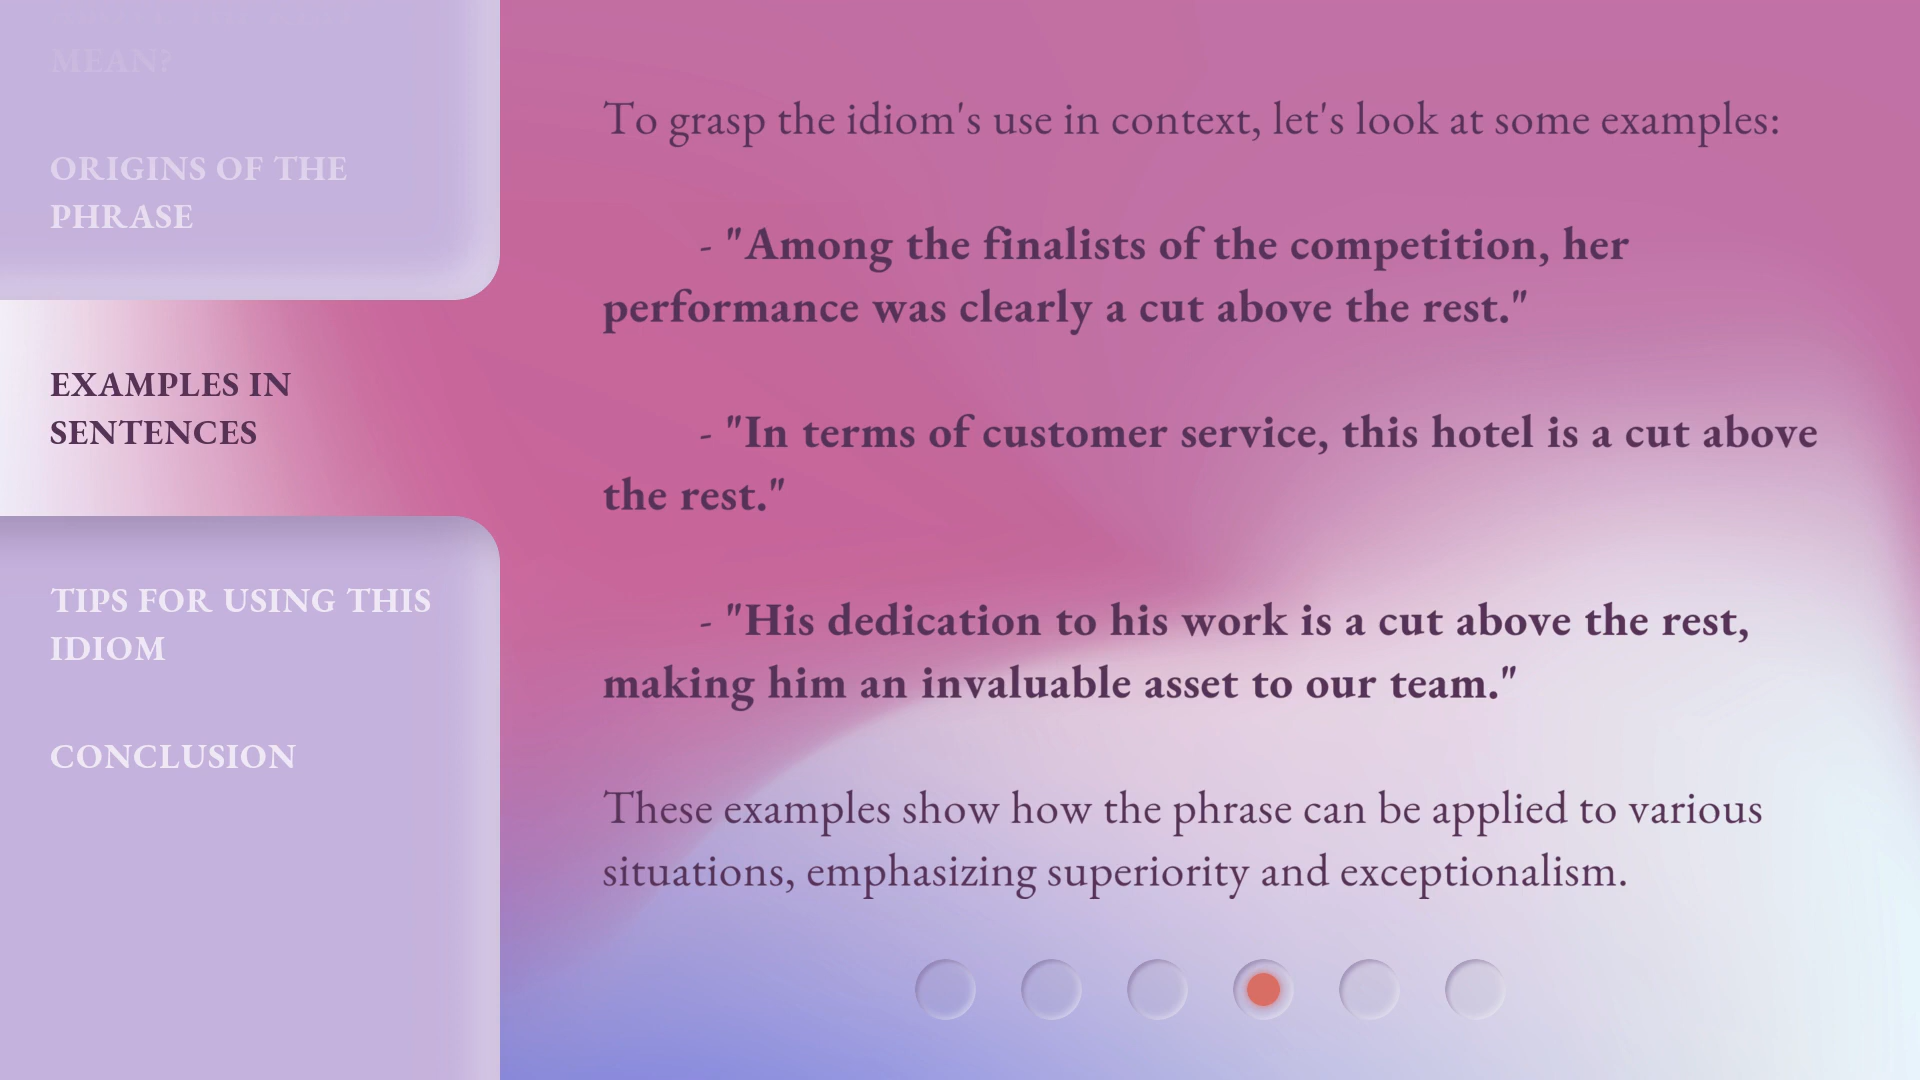 MEAN?
ORIGINS OF THE
PHRASE
EXAMPLES IN
SENTENCES
TIPS FOR USING THIS
IDIOM
CONCLUSION
To grasp the idiom's use in context, let's look at some examples:
- "Among the finalists of the competition, her
performance was clearly a cut above the rest."
- "In terms of customer service, this hotel is a cut above
the rest."
- "His dedication to his work is a cut above the rest,
making him an invaluable asset to our team."
These examples show how the phrase can be applied to various
situations, emphasizing superiority and exceptionalism.